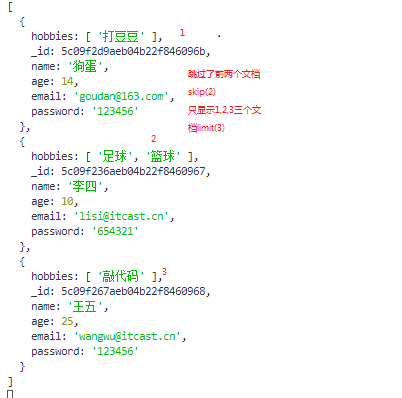 [
{
hobbies: [ '打豆豆' ], 1
_id: 5c09f2d9aeb04b22f846096b,
name: '狗蛋',
age: 14,
email: 'goudan@163.com',
password: '123456'
跳过了前两个文档
skip(2)
只显示1,2,3三个文
档limit(3)
},
{
2
hobbies: [ '足球', '篮球' ],
_id: 5c09f236aeb04b22f8460967,
name: '李四',
age: 10,
email: 'lisi@itcast.cn',
password: '654321'
},
{
hobbies: [ '敲代码' ],3
_id: 5c09f267aeb04b22f8460968,
name: '王五',
age: 25,
email: 'wangwu@itcast.cn',
password: '123456'
}
]